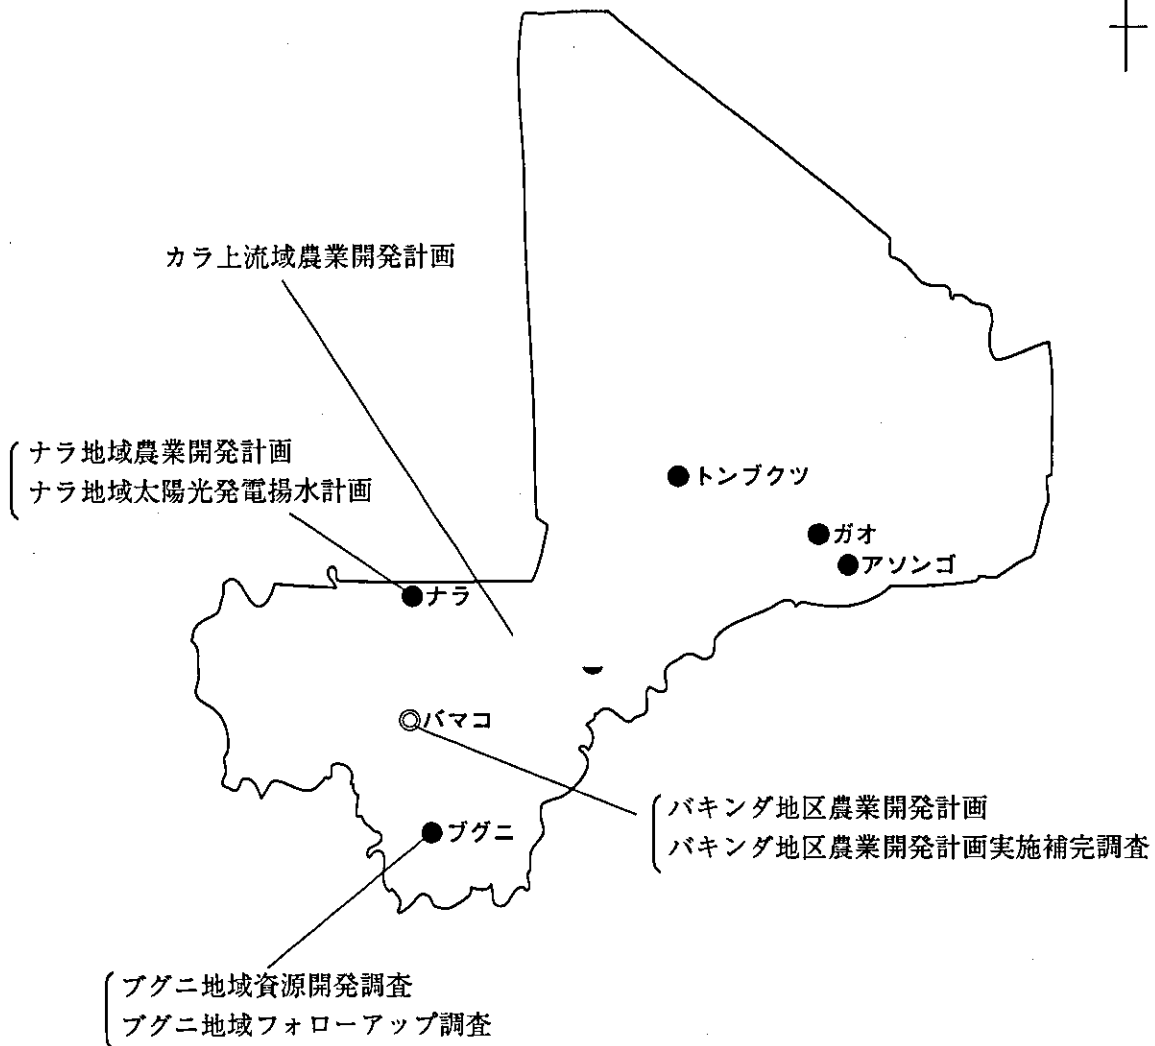 カラ上流域農業開発計画
ナラ地域農業開発計画
ナラ地域太陽光発電揚水計画
トンブクツ
ガオ
アソンゴ
ナラ
バマコ
バキンダ地区農業開発計画
バキンダ地区農業開発計画実施補完調査
ブグニ
ブグニ地域資源開発調査
ブグニ地域フォローアップ調査